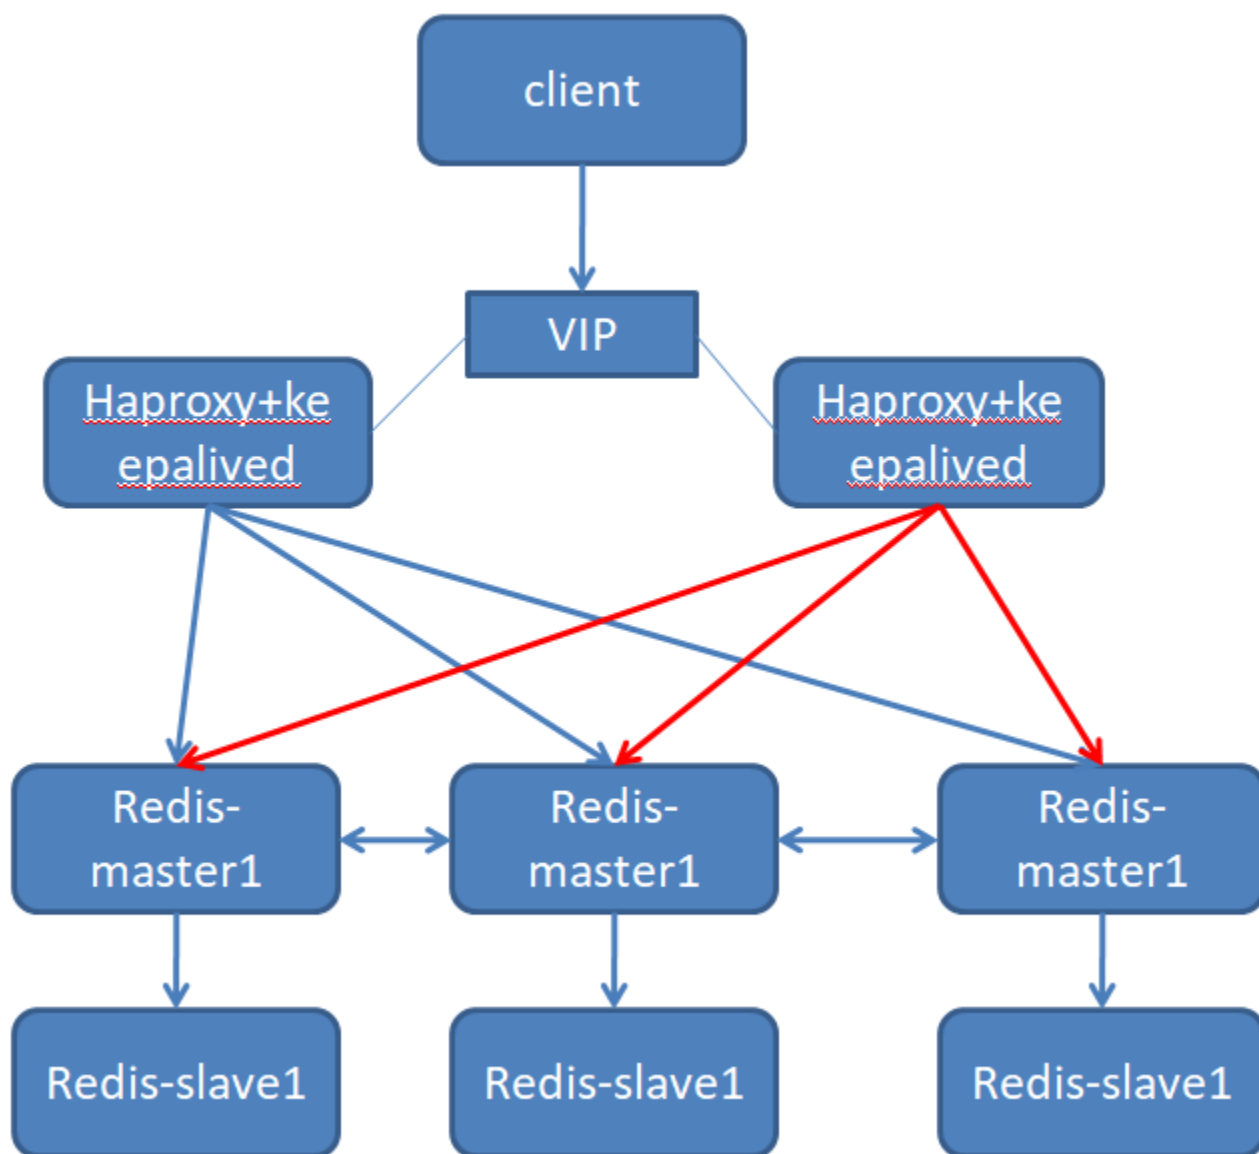 client
VIP
Haproxy+ke
epalived
Haproxy+ke
epalived
Redis-
master1
Redis-
master1
Redis-
master1
Redis-slave1
Redis-slave1
Redis-slave1